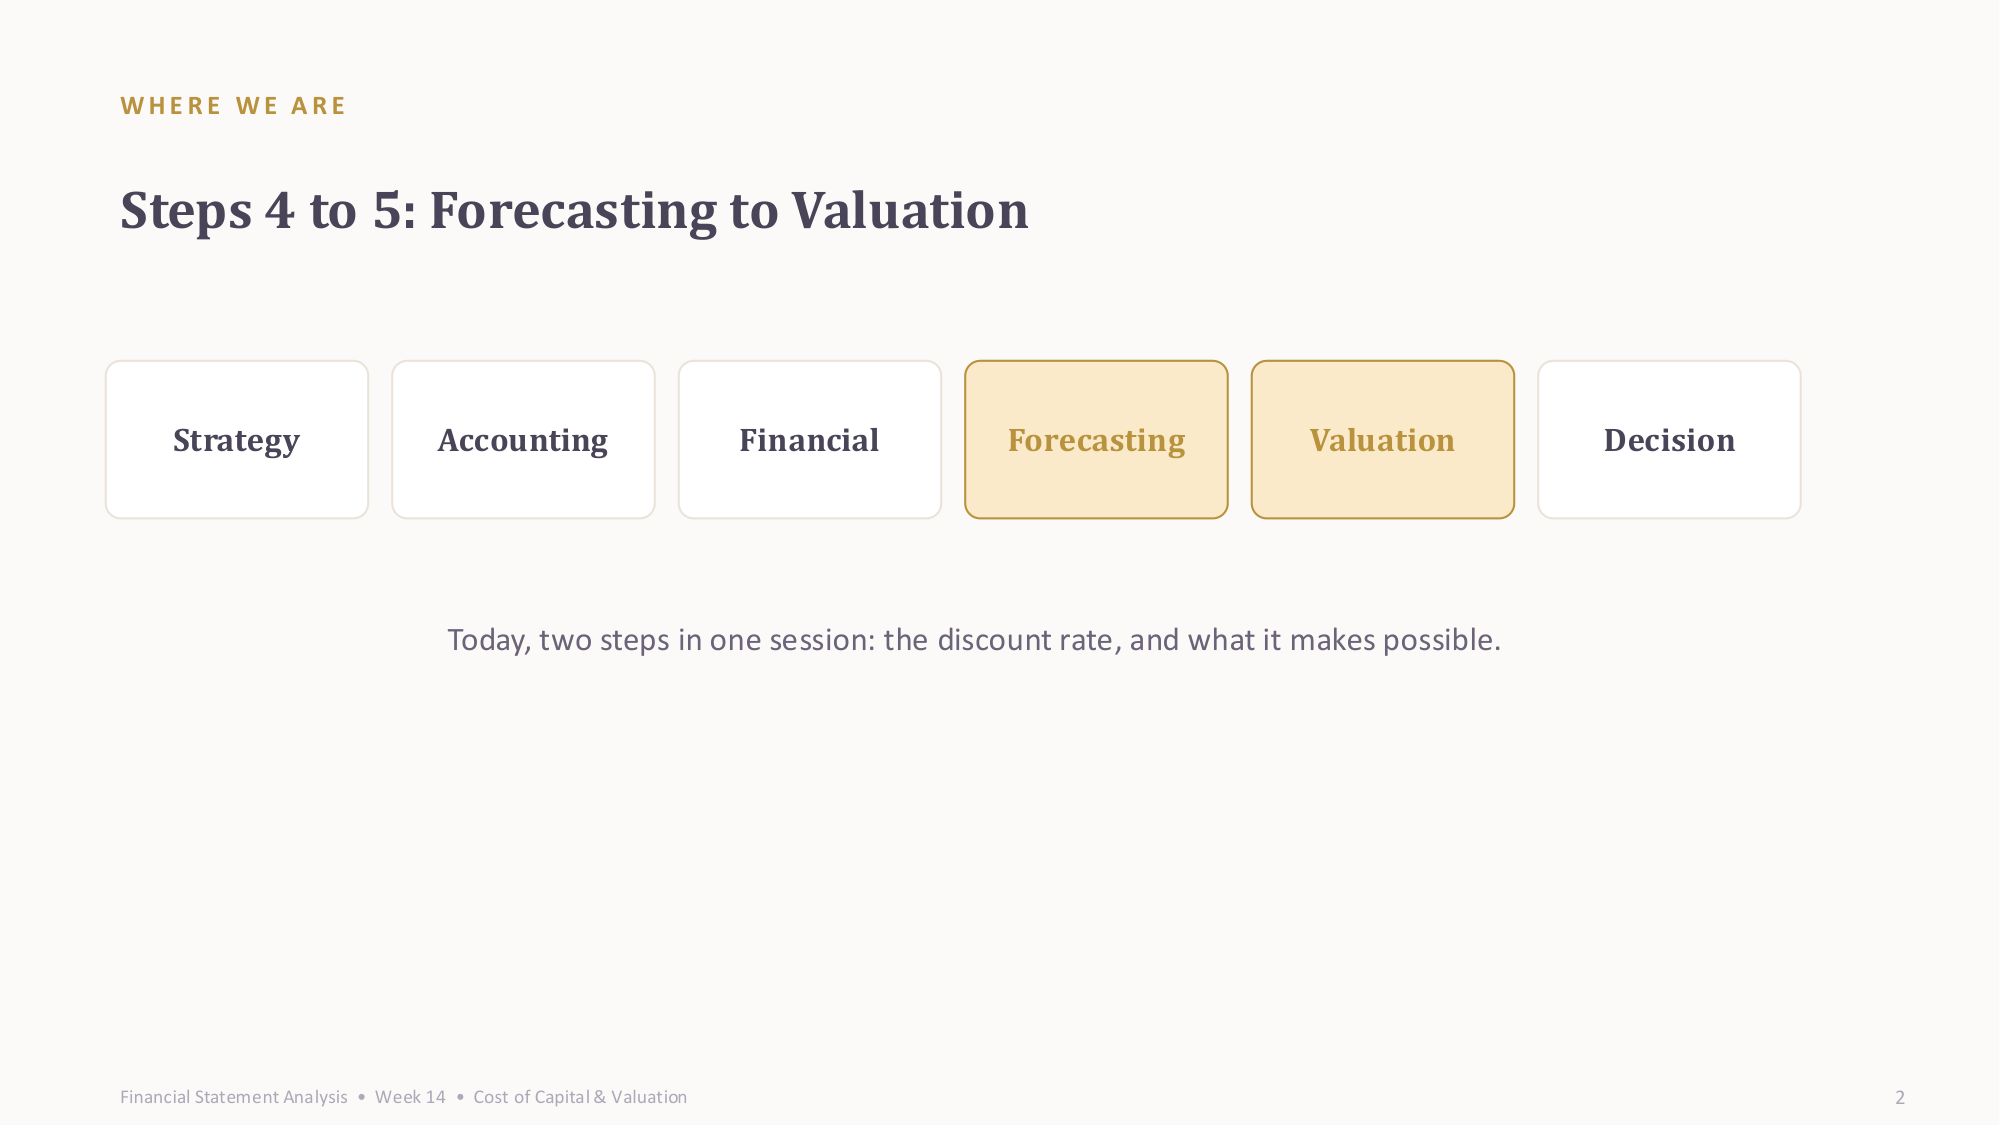 WHERE WE ARE
Steps 4 to 5: Forecasting to Valuation
Strategy
Accounting
Financial
Forecasting
Valuation
Decision
Today, two steps in one session: the discount rate, and what it makes possible.
Financial Statement Analysis • Week 14 • Cost of Capital & Valuation
2